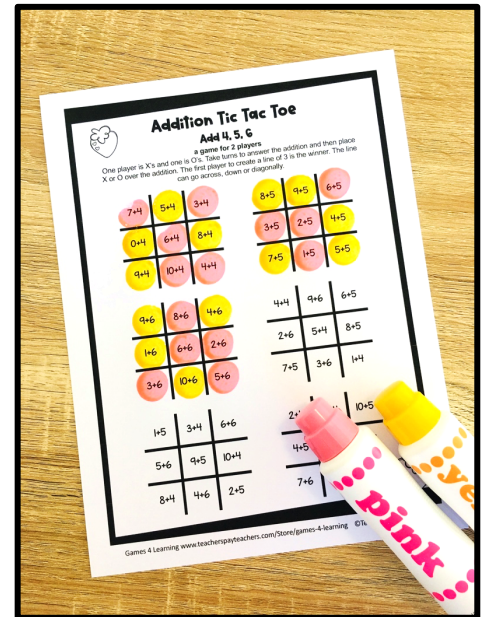 Addition Tic Tac Toe
Add 4, 5, 6
a game for 2 players
One player is X's and one is O's. Take turns to answer the addition and then place
X or O over the addition. The first player to create a line of 3 is the winner. The line
can go across, down or diagonally.
7+4 5+4 3+4
0+4 6+4 8+4
9+4 10+4 4+4
8+5 9+5 6+5
3+5 2+5 4+5
7+5 1+5 5+5
9+6 8+6 4+6
1+6 6+6 2+6
3+6 10+6 5+6
4+4 9+6 6+5
2+6 5+4 8+5
7+5 3+6 1+4
1+5 3+4 6+6
5+6 9+5 10+4
8+4 4+6 2+5
10+5
4+5
7+6
Games 4 Learning www.teacherspayteachers.com/Store/games-4-learning
pink